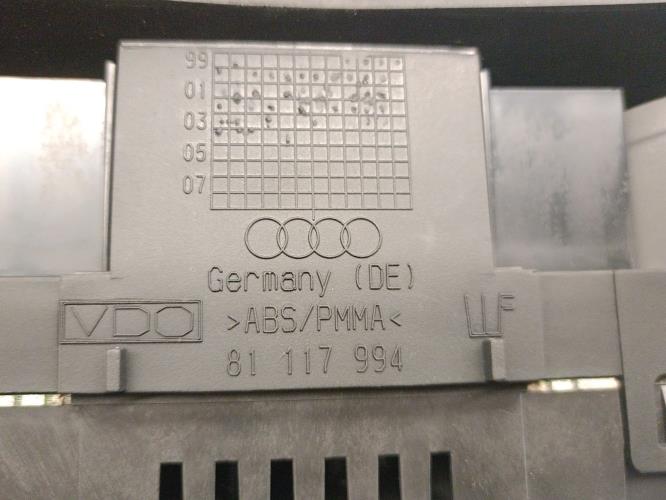 99
01
03
05
07
Germany (DE)
VDO >ABS/PMMA<
81 117 994